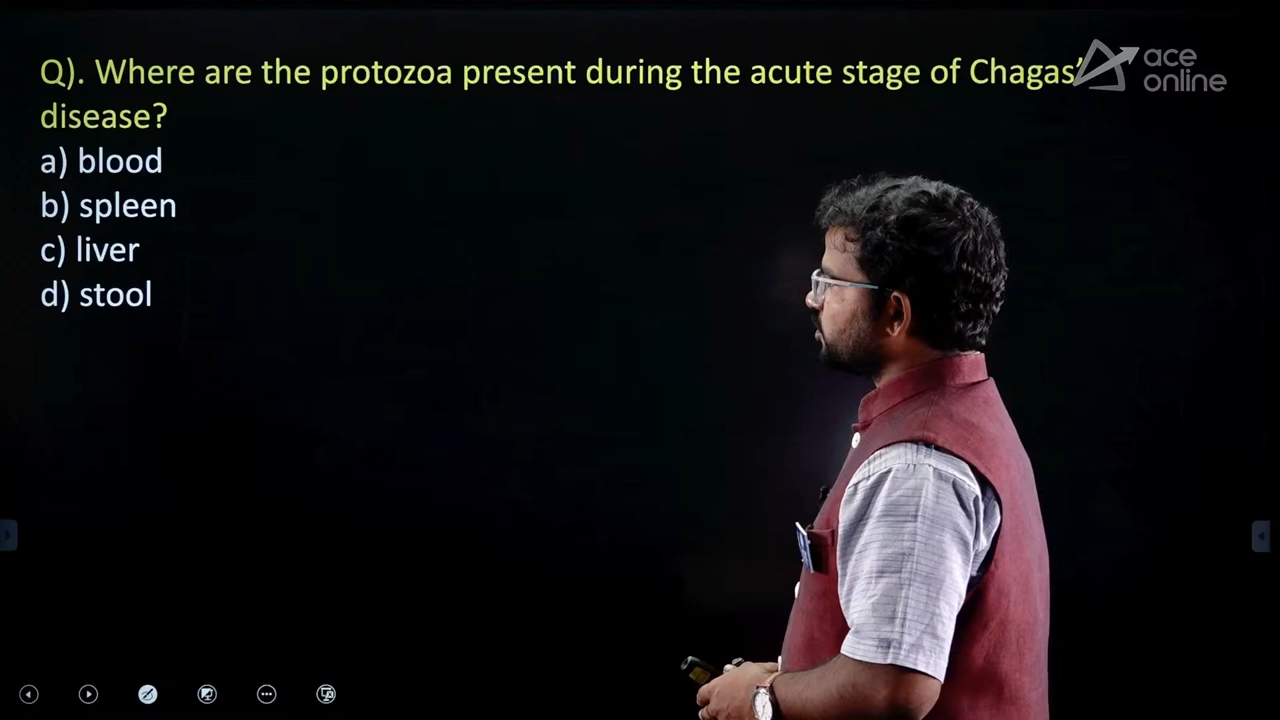 Q). Where are the protozoa present during the acute stage of Chagas’
disease?
a) blood
b) spleen
c) liver
d) stool
ace
online